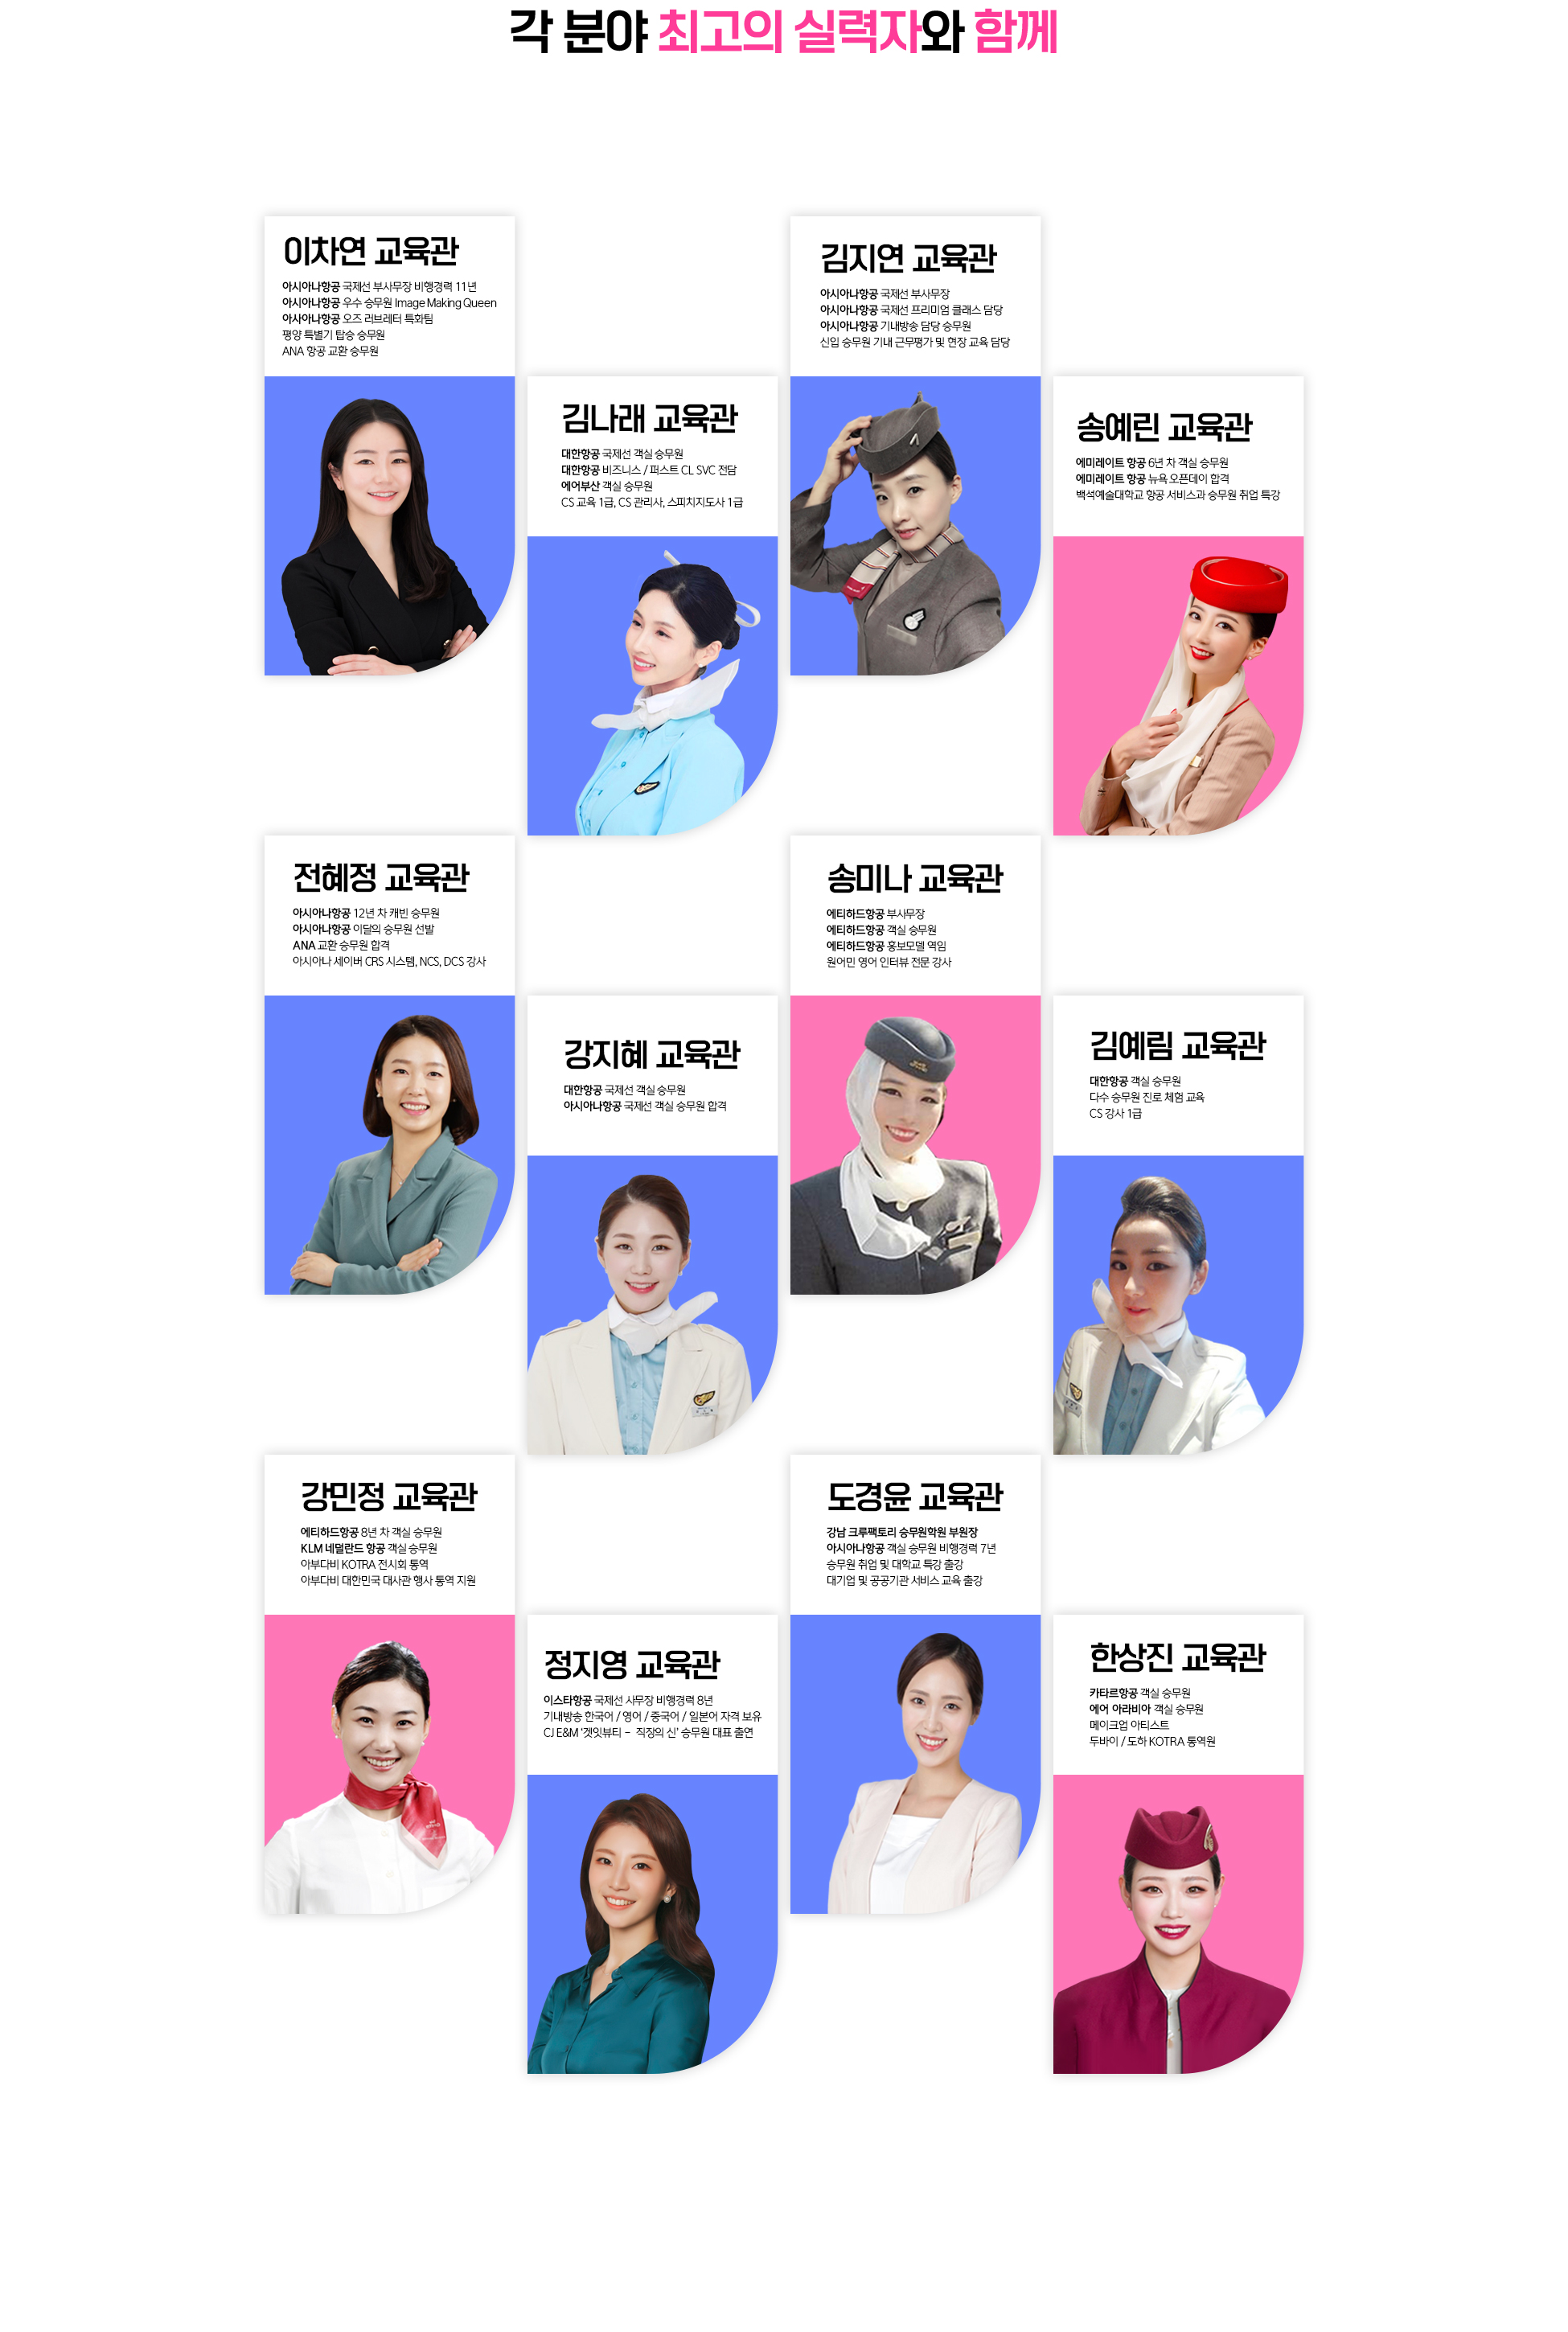 각 분야 최고의 실력자와 함께
이차연 교육관
아시아나항공 국제선 부사무장 비행경력 11년
아시아나항공 우수 승무원 Image Making Queen
아사아나항공 오즈 러브레터 특화팀
평양 특별기 탑승 승무원
ANA 항공 교환 승무원
김지연 교육관
아시아나항공 국제선 부사무장
아시아나항공 국제선 프리미엄 클래스 담당
아시아나항공 기내방송 담당 승무원
신입 승무원 기내 근무평가 및 현장 교육 담당
김나래 교육관
대한항공 국제선 객실 승무원
대한항공 비즈니스 / 퍼스트 CL SVC 전담
에어부산 객실 승무원
CS 교육 1급, CS 관리사, 스피치지도사 1급
송예린 교육관
에미레이트 항공 6년 차 객실 승무원
에미레이트 항공 뉴욕 오픈데이 합격
백석예술대학교 항공 서비스과 승무원 취업 특강
전혜정 교육관
아시아나항공 12년 차 캐빈 승무원
아시아나항공 이달의 승무원 선발
ANA 교환 승무원 합격
아시아나 세이버 CRS 시스템, NCS, DCS 강사
송미나 교육관
에티하드항공 부사무장
에티하드항공 객실 승무원
에티하드항공 홍보모델 역임
원어민 영어 인터뷰 전문 강사
강지혜 교육관
대한항공 국제선 객실 승무원
아시아나항공 국제선 객실 승무원 합격
김예림 교육관
대한항공 객실 승무원
다수 승무원 진로 체험 교육
CS 강사 1급
강민정 교육관
에티하드항공 8년 차 객실 승무원
KLM 네덜란드 항공 객실 승무원
아부다비 KOTRA 전시회 통역
아부다비 대한민국 대사관 행사 통역 지원
도경윤 교육관
강남 크루팩토리 승무원학원 부원장
아시아나항공 객실 승무원 비행경력 7년
승무원 취업 및 대학교 특강 출강
대기업 및 공공기관 서비스 교육 출강
정지영 교육관
이스타항공 국제선 사무장 비행경력 8년
기내방송 한국어 / 영어 / 중국어 / 일본어 자격 보유
CJ E&M '겟잇뷰티 - 직장의 신' 승무원 대표 출연
한상진 교육관
카타르항공 객실 승무원
에어 아라비아 객실 승무원
메이크업 아티스트
두바이 / 도하 KOTRA 통역원